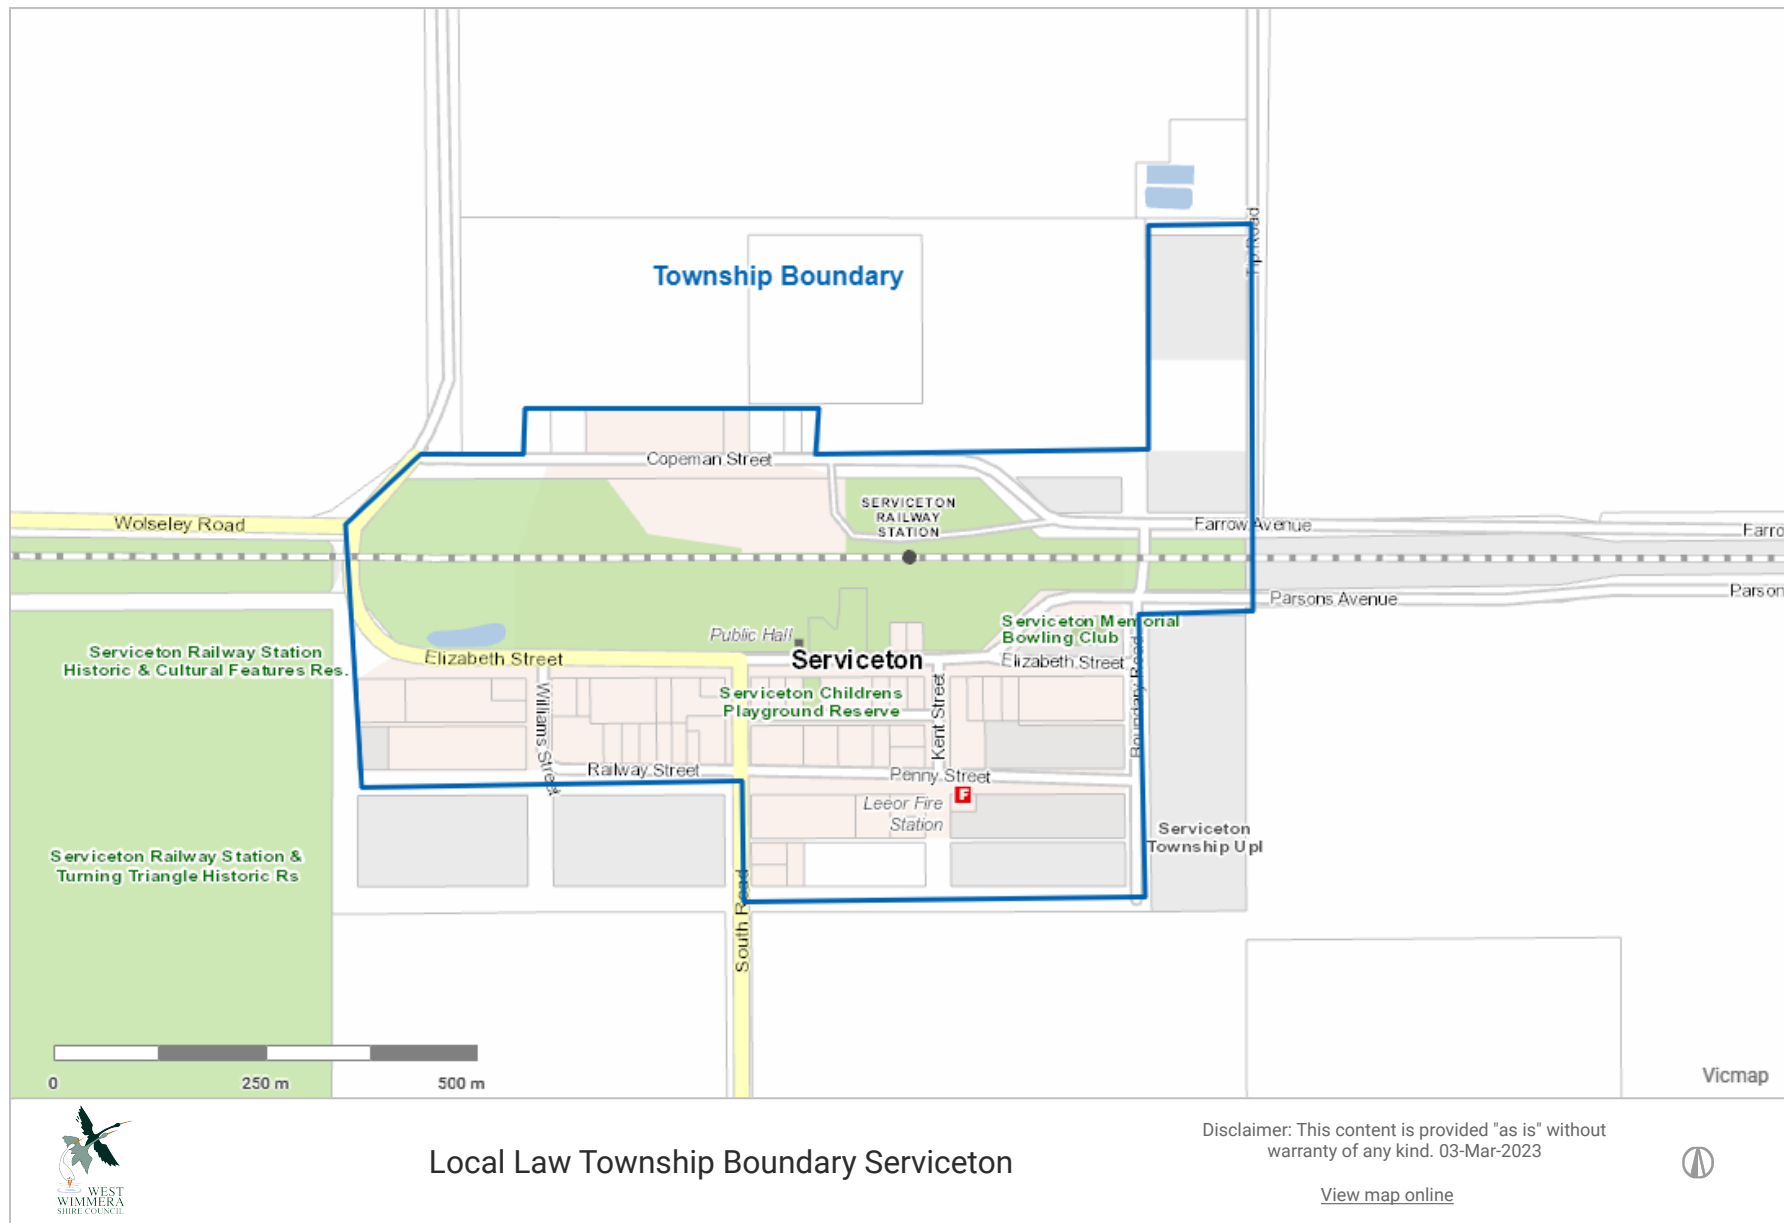 Tip Road
Township Boundary
Copeman Street
SERVICETON
RAILWAY
STATION
Wolseley Road
Farrow Avenue
Farro
Parsons Avenue
Parson
Serviceton Memorial
Bowling Club
Public Hall
Serviceton
Elizabeth Street
Elizabeth Street
Serviceton Railway Station
Historic & Cultural Features Res.
Serviceton Childrens
Playground Reserve
Williams Street
Kent Street
Boundary Road
Railway Street
Penny Street
F
Leeor Fire
Station
Serviceton
Township Upl
Serviceton Railway Station &
Turning Triangle Historic Rs
South Road
0 250 m 500 m
Vicmap
WEST
WIMMERA
SHIRE COUNCIL
Local Law Township Boundary Serviceton
Disclaimer: This content is provided "as is" without
warranty of any kind. 03-Mar-2023
View map online